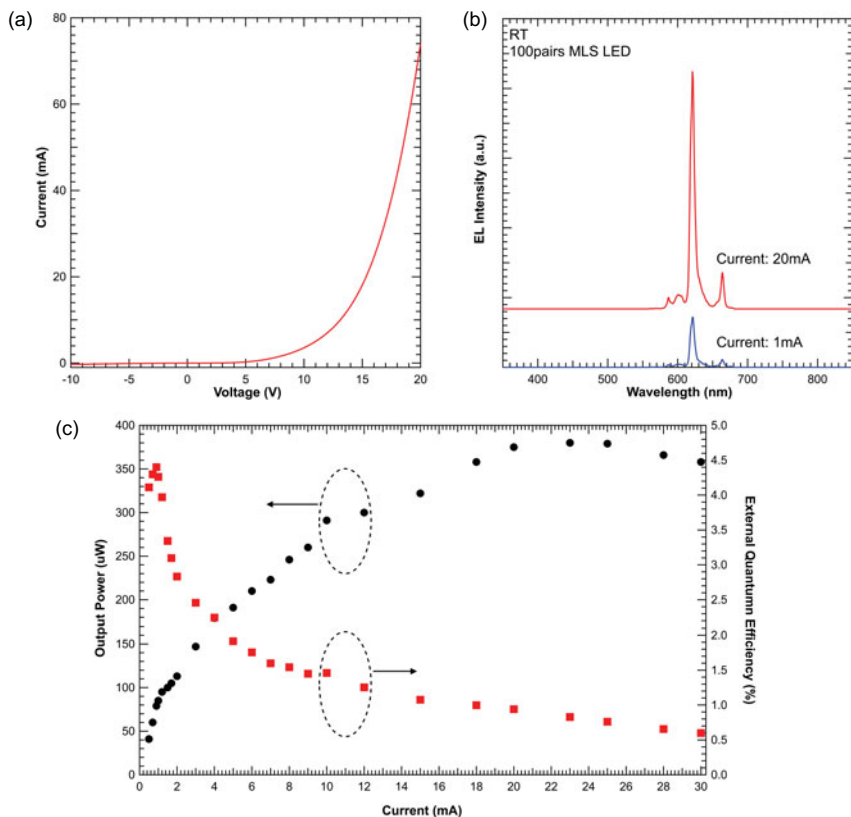 (a)
80
60
40
20
0
Current (mA)
-10 -5 0 5 10 15 20
Voltage (V)
(b)
RT
100pairs MLS LED
EL Intensity (a.u.)
Current: 20mA
Current: 1mA
400 500 600 700 800
Wavelength (nm)
(c)
400
350
300
250
200
150
100
50
0
Output Power (uW)
5.0
4.5
4.0
3.5
3.0
2.5
2.0
1.5
1.0
0.5
0.0
External Quantumn Efficiency (%)
0 2 4 6 8 10 12 14 16 18 20 22 24 26 28 30
Current (mA)